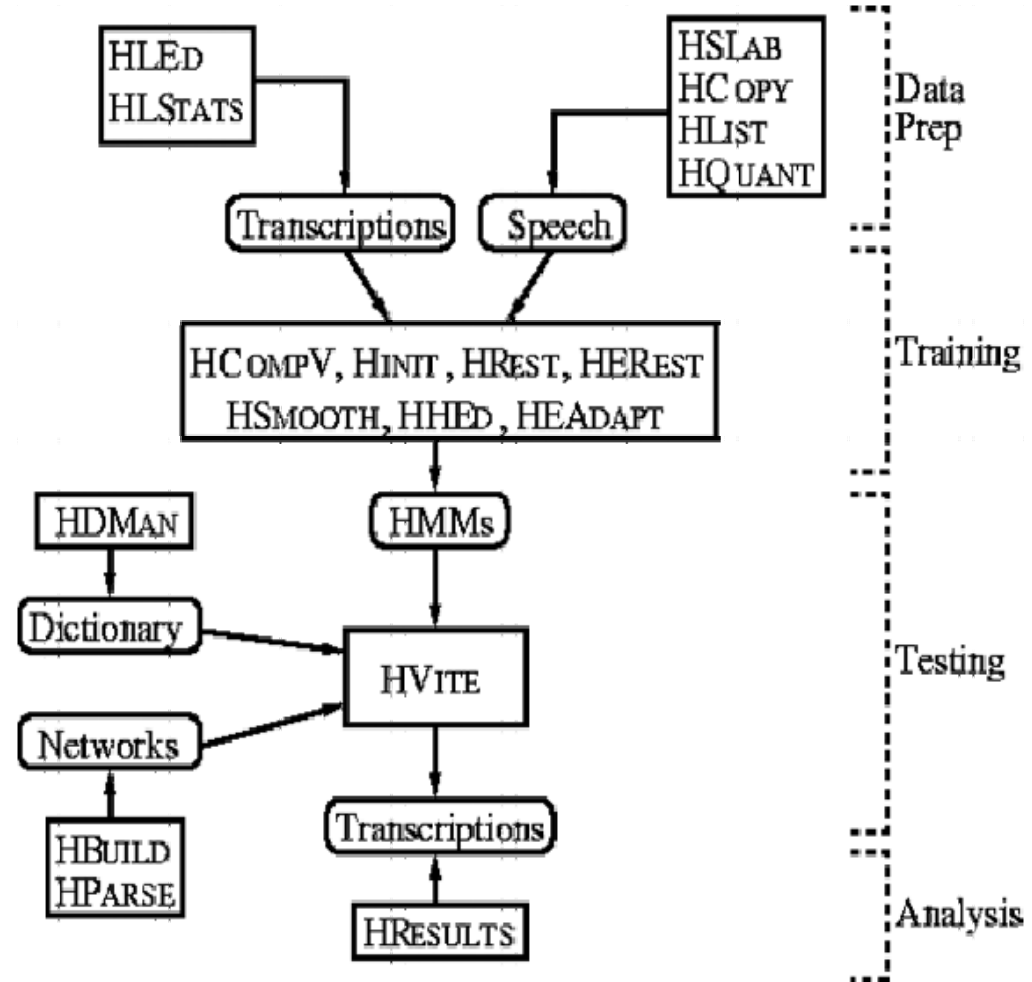 HLED
HLSTATS
HSLAB
HCOPY
HLIST
HQUANT
Data
Prep
Transcriptions
Speech
HCOMPV, HINIT, HREST, HEREST
HSMOOTH, HHED, HEADAPT
Training
HDMAN
HMMs
Dictionary
HVITE
Testing
Networks
Transcriptions
HBUILD
HPARSE
HRESULTS
Analysis